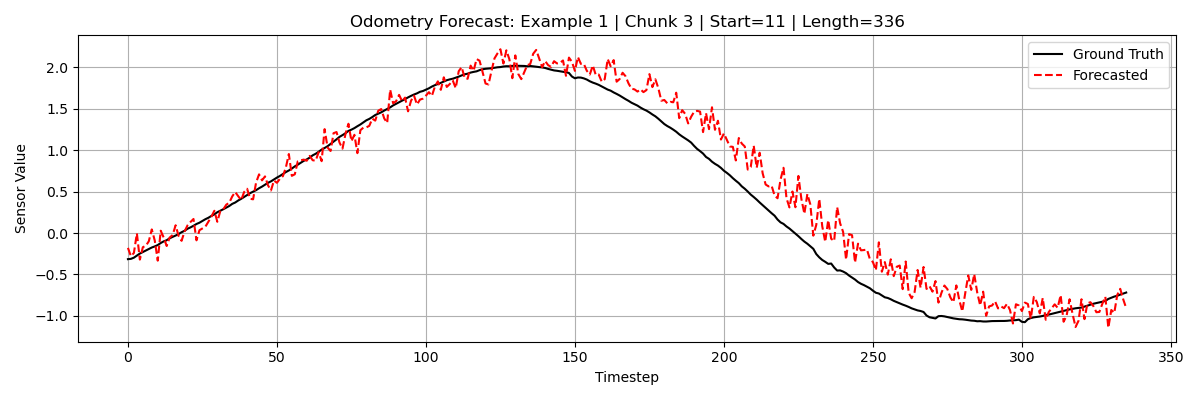 Odometry Forecast: Example 1 | Chunk 3 | Start=11 | Length=336
Ground Truth
Forecasted
Sensor Value
2.0
1.5
1.0
0.5
0.0
−0.5
−1.0
0 50 100 150 200 250 300 350
Timestep